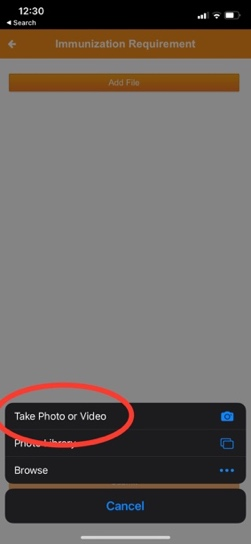 12:30
◀ Search
Immunization Requirement
Add File
Take Photo or Video
Photo Library
Browse
Cancel